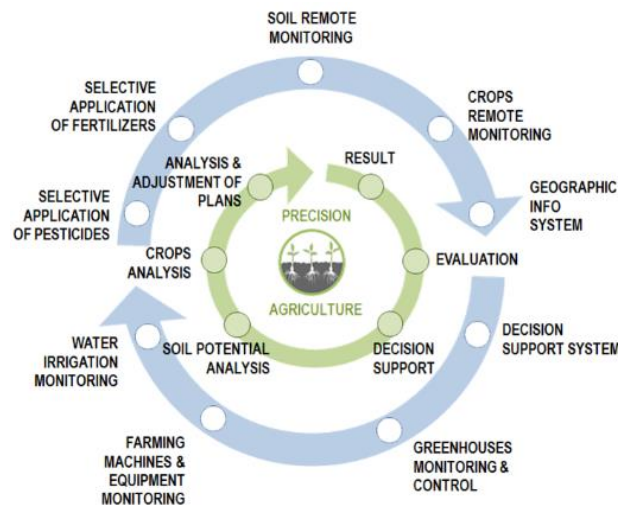 SOIL REMOTE
MONITORING
SELECTIVE
APPLICATION
OF FERTILIZERS
CROPS
REMOTE
MONITORING
ANALYSIS &
ADJUSTMENT OF
PLANS
RESULT
SELECTIVE
APPLICATION
OF PESTICIDES
PRECISION
GEOGRAPHIC
INFO
SYSTEM
CROPS
ANALYSIS
EVALUATION
AGRICULTURE
WATER
IRRIGATION
MONITORING
SOIL POTENTIAL
ANALYSIS
DECISION
SUPPORT
DECISION
SUPPORT SYSTEM
FARMING
MACHINES &
EQUIPMENT
MONITORING
GREENHOUSES
MONITORING &
CONTROL